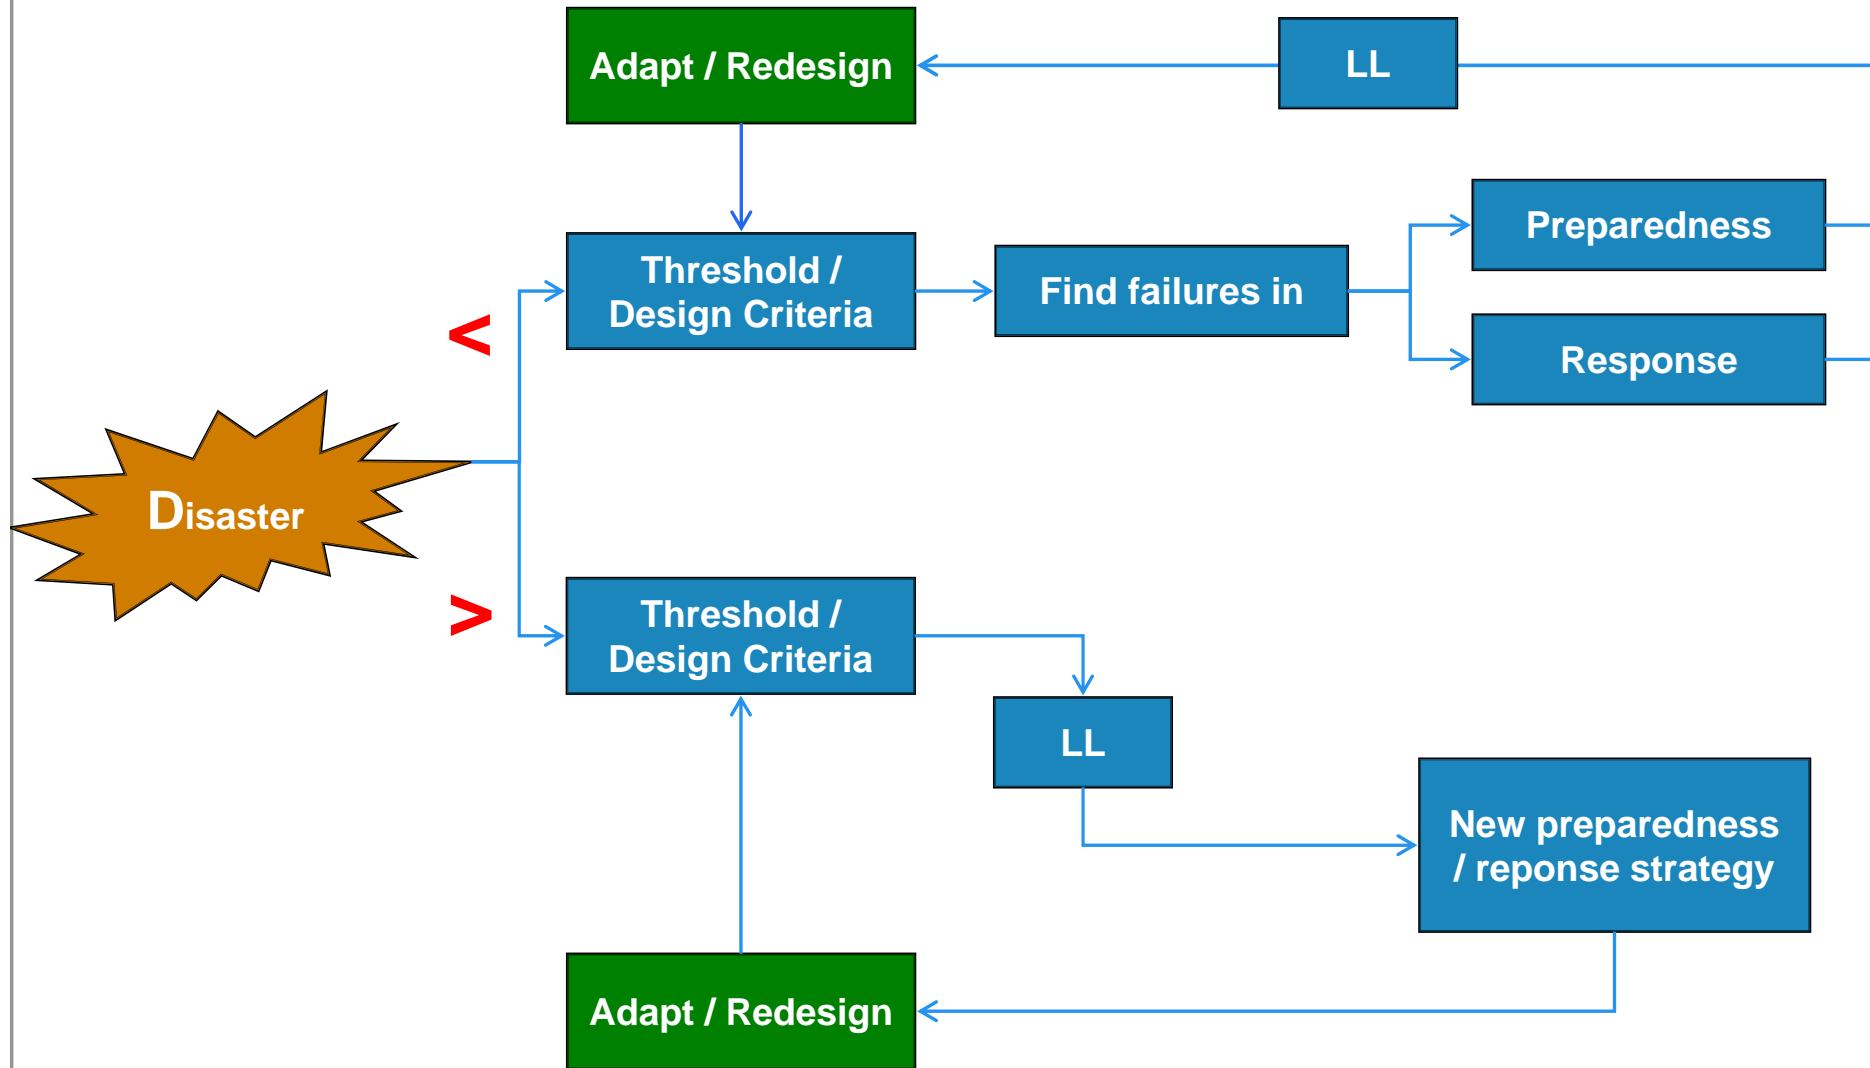 Adapt / Redesign
LL
Preparedness
Threshold /
Design Criteria
Find failures in
<
Response
Disaster
>
Threshold /
Design Criteria
LL
New preparedness
/ reponse strategy
Adapt / Redesign